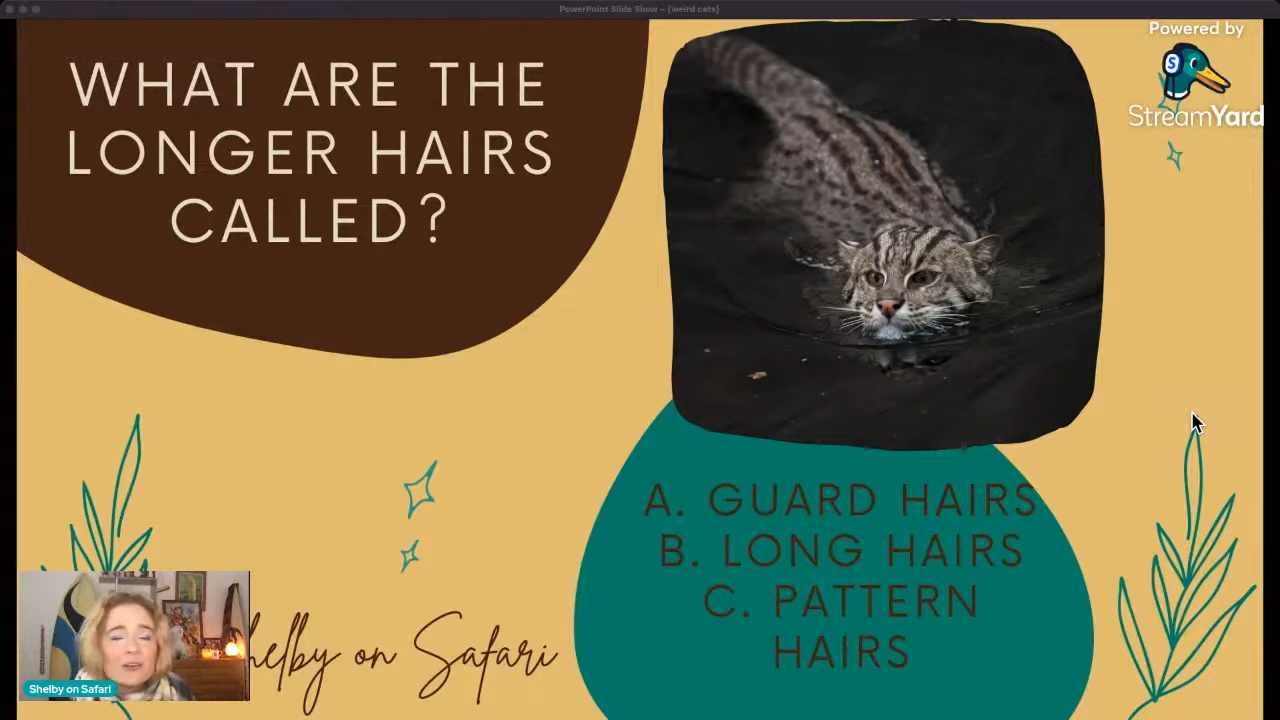 PowerPoint Slide Show – [weird cats]
WHAT ARE THE
LONGER HAIRS
CALLED?
Powered by
S
StreamYard
A. GUARD HAIRS
B. LONG HAIRS
C. PATTERN
HAIRS
helby on Safari
Shelby on Safari